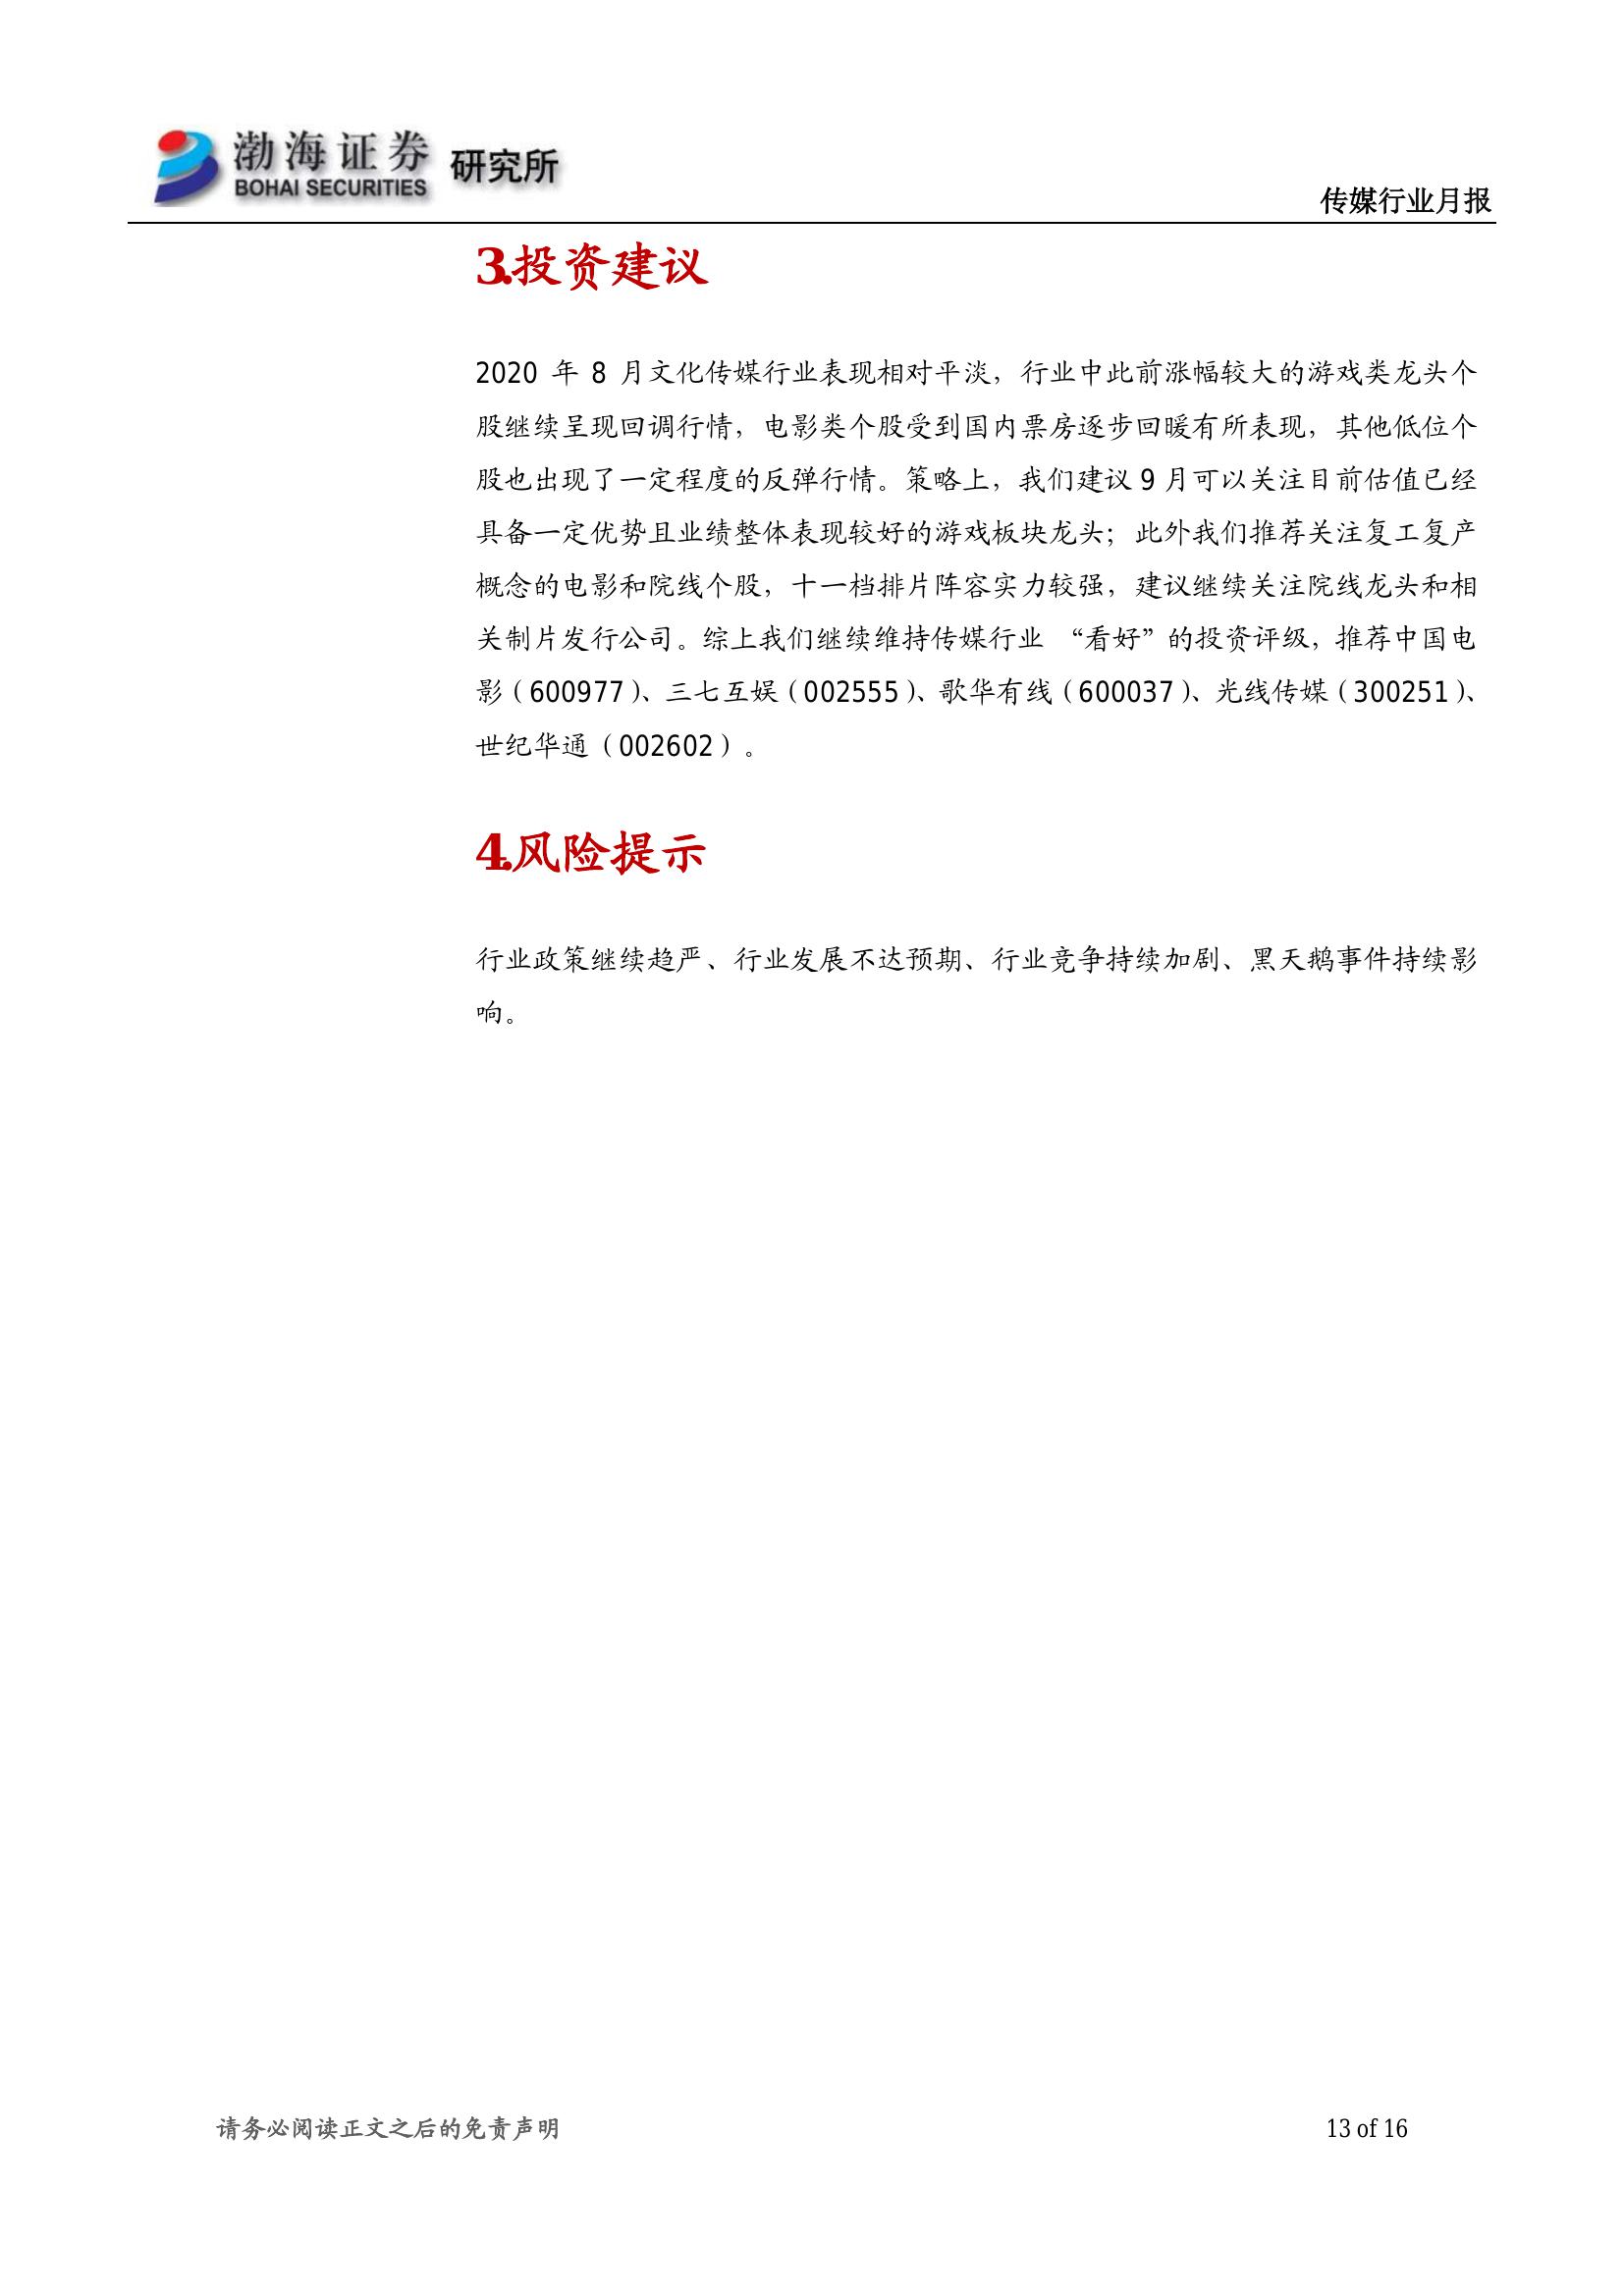 渤海证券 研究所
BOHAI SECURITIES
传媒行业月报
3.投资建议
2020 年 8 月文化传媒行业表现相对平淡，行业中此前涨幅较大的游戏类龙头个
股继续呈现回调行情，电影类个股受到国内票房逐步回暖有所表现，其他低位个
股也出现了一定程度的反弹行情。策略上，我们建议 9 月可以关注目前估值已经
具备一定优势且业绩整体表现较好的游戏板块龙头；此外我们推荐关注复工复产
概念的电影和院线个股，十一档排片阵容实力较强，建议继续关注院线龙头和相
关制片发行公司。综上我们继续维持传媒行业 “看好”的投资评级，推荐中国电
影（600977）、三七互娱（002555）、歌华有线（600037）、光线传媒（300251）、
世纪华通（002602）。
4.风险提示
行业政策继续趋严、行业发展不达预期、行业竞争持续加剧、黑天鹅事件持续影
响。
请务必阅读正文之后的免责声明
13 of 16